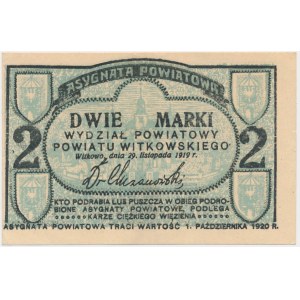 ASYGNATA POWIATOWA
DWIE MARKI
WYDZIAŁ POWIATOWY
POWIATU WITKOWSKIEGO
Witkowo, dnia 29. listopada 1919 r.
2 2
KTO PODRABIA LUB PUSZCZA W OBIEG PODRO-
BIONE ASYGNATY POWIATOWE, PODLEGA
KARZE CIĘŻKIEGO WIĘZIENIA
ASYGNATA POWIATOWA TRACI WARTOŚĆ 1. PAŹDZIERNIKA 1920 R.